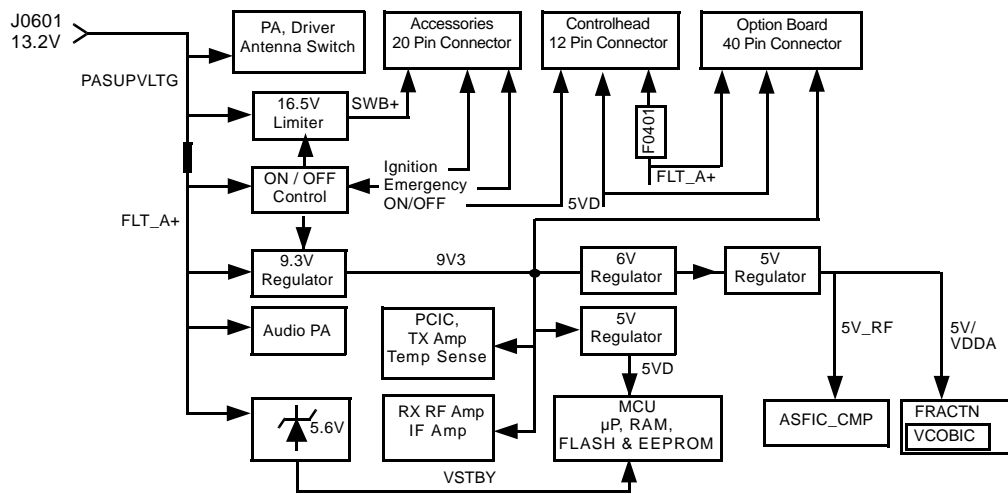 J0601
13.2V
PASUPVLTG
FLT_A+
PA, Driver
Antenna Switch
Accessories
20 Pin Connector
Controlhead
12 Pin Connector
Option Board
40 Pin Connector
16.5V
Limiter
SWB+
F0401
ON / OFF
Control
Ignition
Emergency
ON/OFF
5VD
FLT_A+
9.3V
Regulator
9V3
6V
Regulator
5V
Regulator
Audio PA
PCIC,
TX Amp
Temp Sense
5V
Regulator
5VD
5V_RF
5V/
VDDA
5.6V
RX RF Amp
IF Amp
MCU
µP, RAM,
FLASH & EEPROM
ASFIC_CMP
FRACTN
VCOBIC
VSTBY